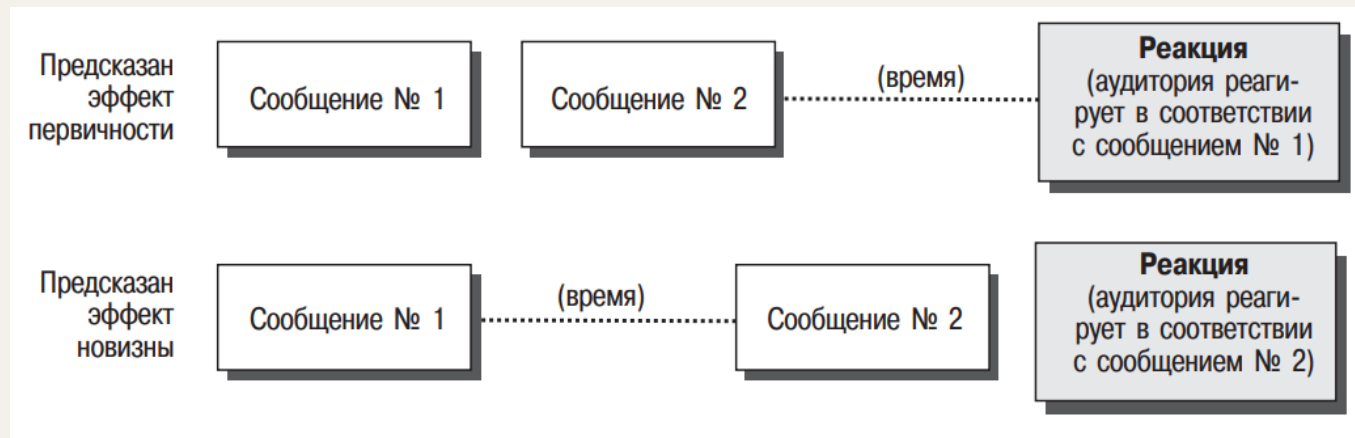 Предсказан
эффект
первичности
Сообщение № 1
Сообщение № 2
(время)
Реакция
(аудитория реаги-
рует в соответствии
с сообщением № 1)
Предсказан
эффект
новизны
Сообщение № 1
(время)
Сообщение № 2
Реакция
(аудитория реаги-
рует в соответствии
с сообщением № 2)